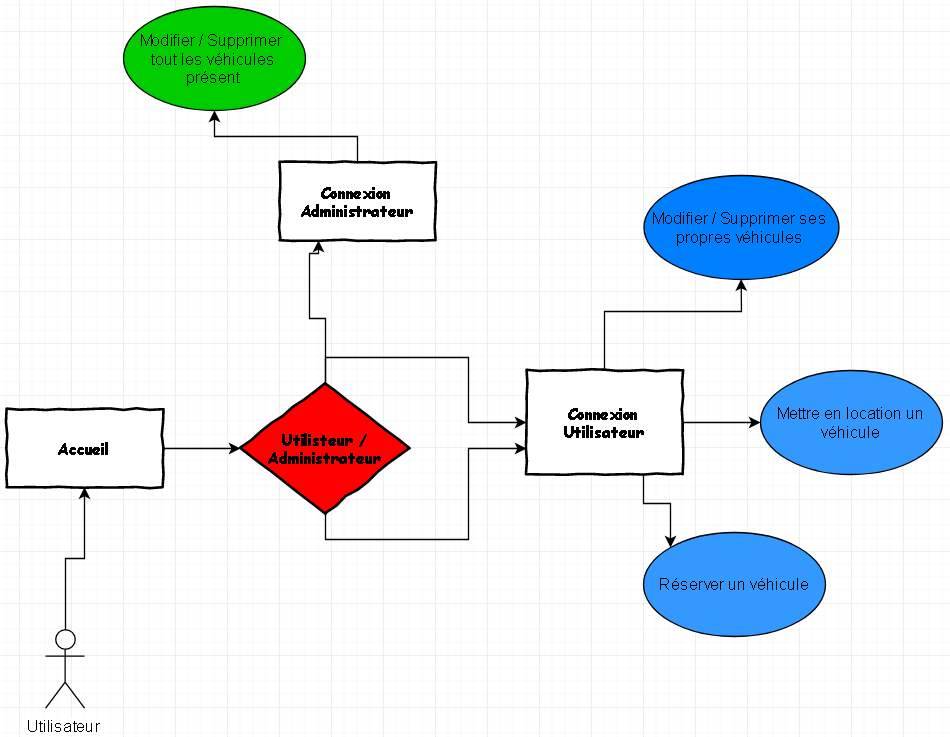 Modifier / Supprimer
tout les véhicules
présent
Connexion
Administrateur
Modifier / Supprimer ses
propres véhicules
Accueil
Utilisteur /
Administrateur
Connexion
Utilisateur
Mettre en location un
véhicule
Réserver un véhicule
Utilisateur